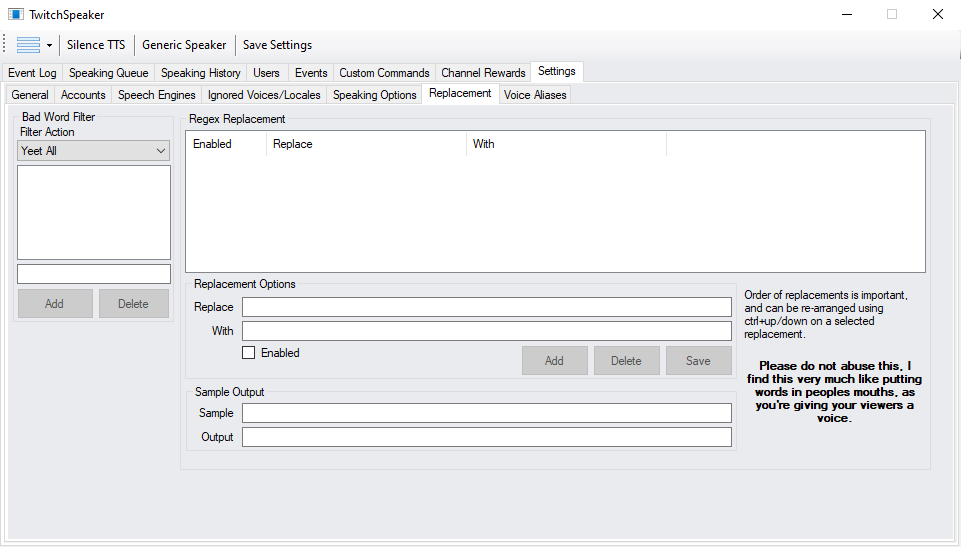 TwitchSpeaker
Silence TTS
Generic Speaker
Save Settings
Event Log
Speaking Queue
Speaking History
Users
Events
Custom Commands
Channel Rewards
Settings
General
Accounts
Speech Engines
Ignored Voices/Locales
Speaking Options
Replacement
Voice Aliases
Bad Word Filter
Filter Action
Yeet All
Add
Delete
Regex Replacement
Enabled
Replace
With
Replacement Options
Replace
With
Enabled
Add
Delete
Save
Order of replacements is important,
and can be re-arranged using
ctrl+up/down on a selected
replacement.
Please do not abuse this, I
find this very much like putting
words in peoples mouths, as
you're giving your viewers a
voice.
Sample Output
Sample
Output